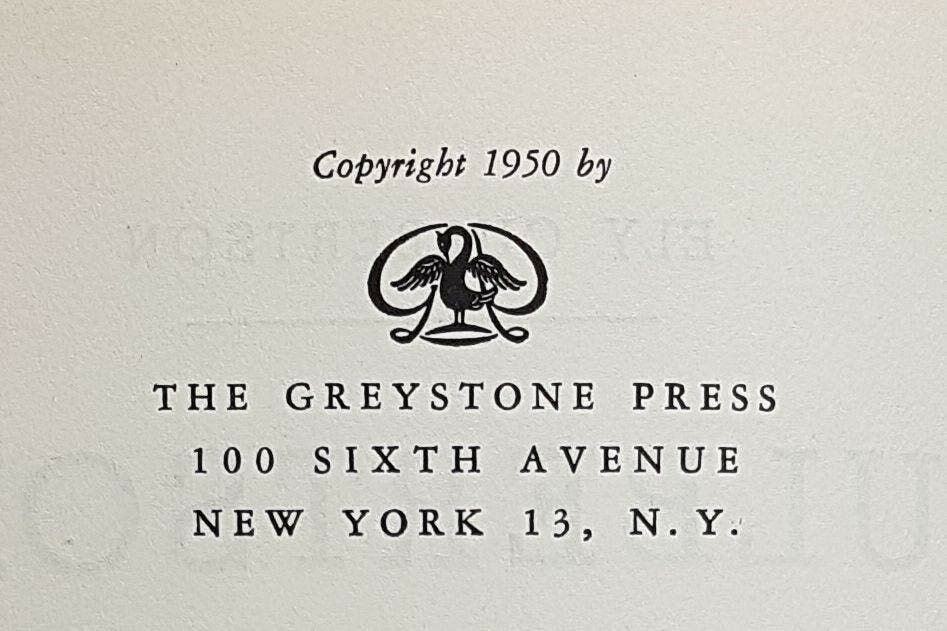 Copyright 1950 by
THE GREYSTONE PRESS
100 SIXTH AVENUE
NEW YORK 13, N.Y.